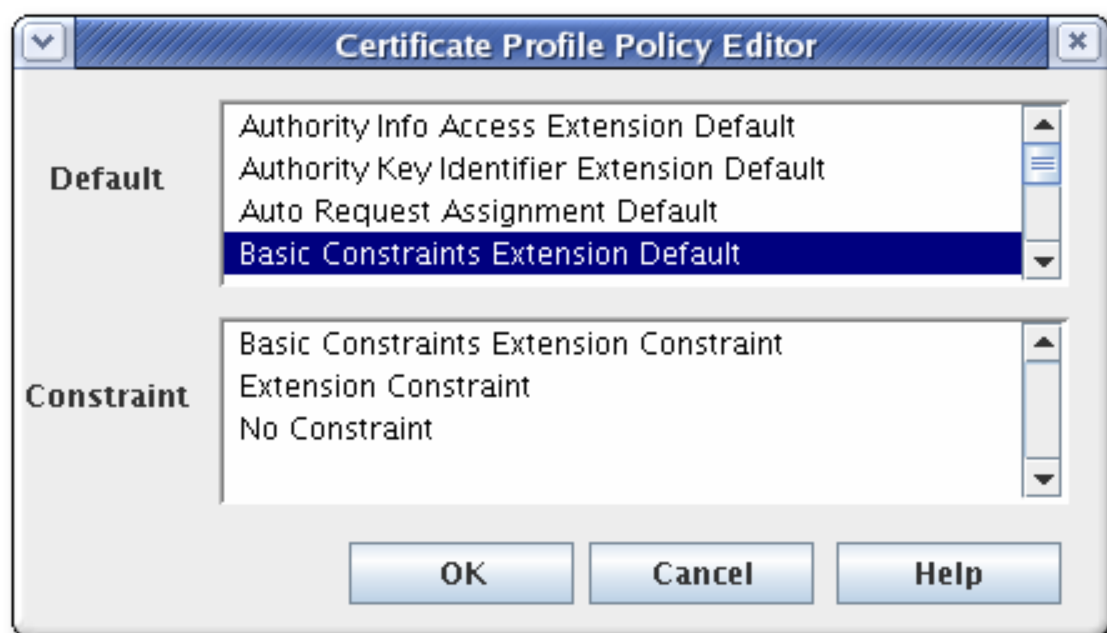 Certificate Profile Policy Editor
Default
Authority Info Access Extension Default
Authority Key Identifier Extension Default
Auto Request Assignment Default
Basic Constraints Extension Default
Constraint
Basic Constraints Extension Constraint
Extension Constraint
No Constraint
OK Cancel Help